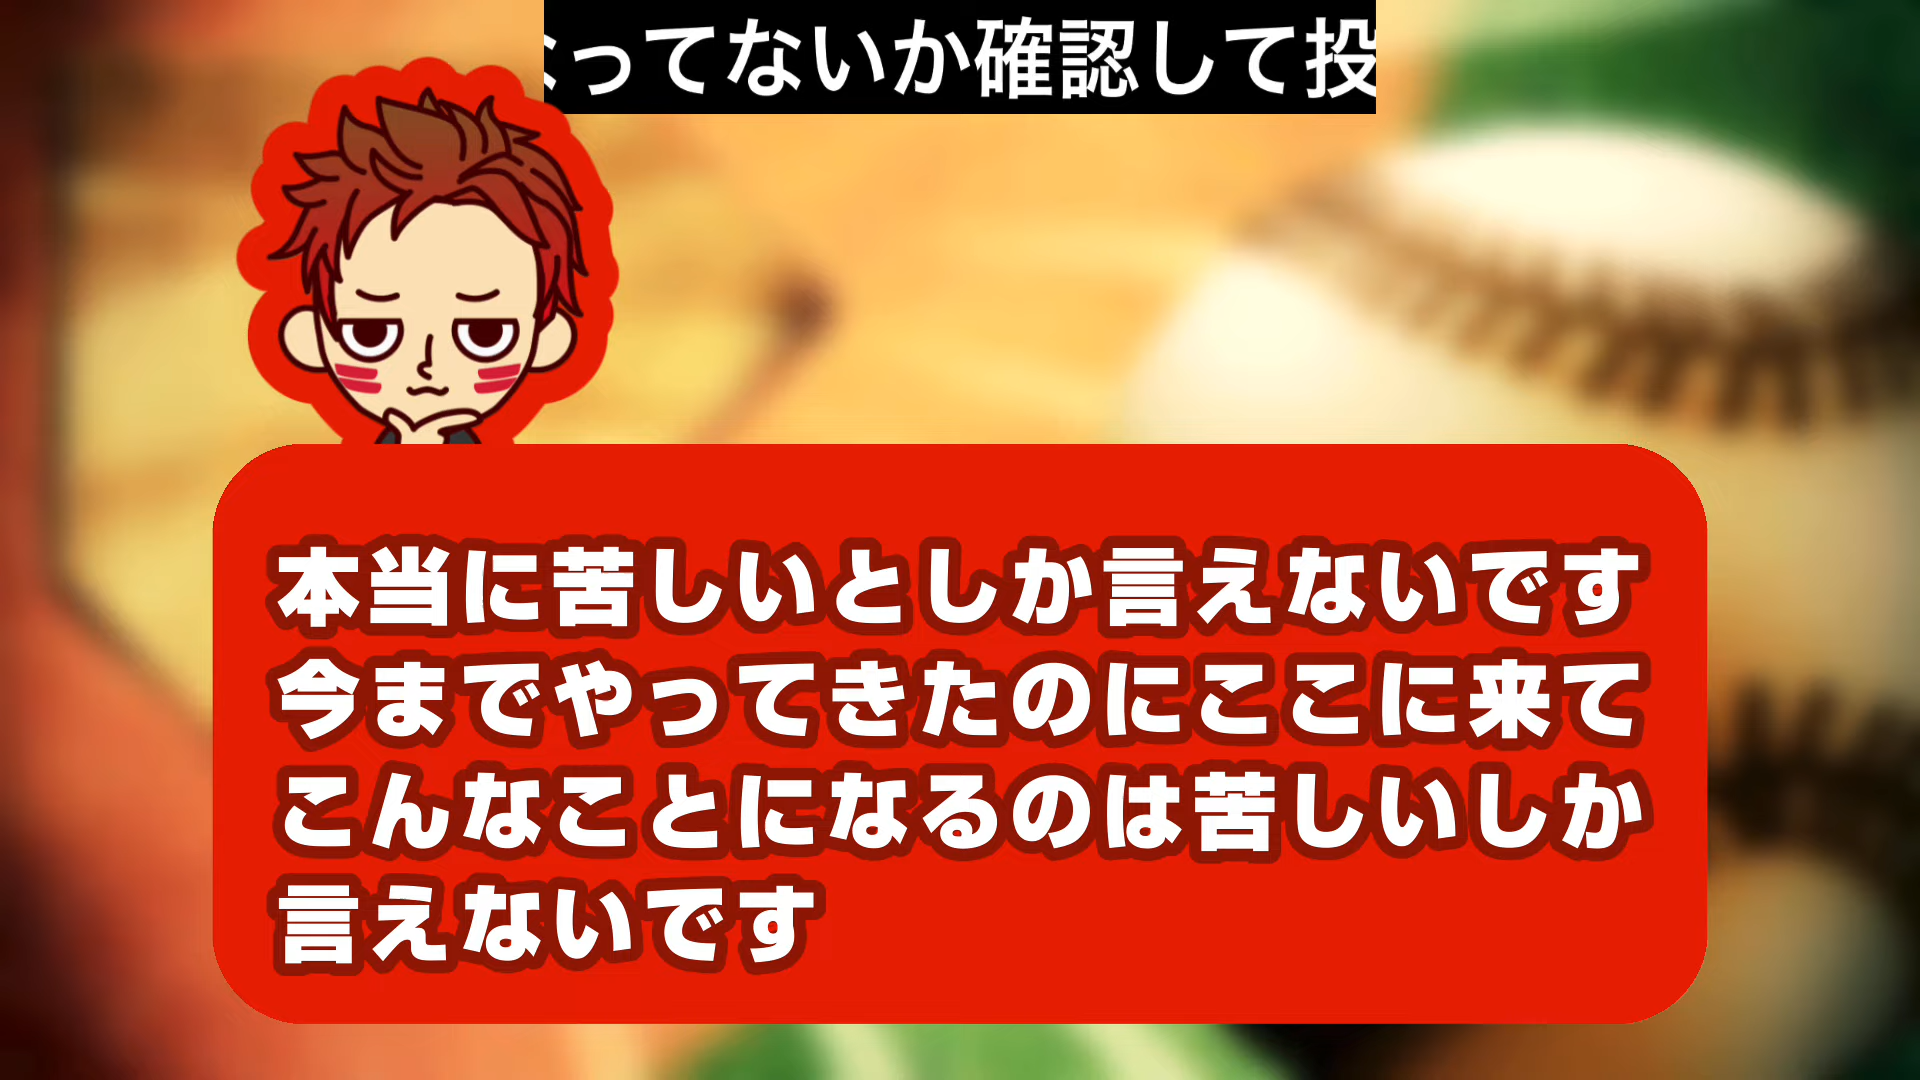 ってないか確認して投
本当に苦しいとしか言えないです
今までやってきたのにここに来て
こんなことになるのは苦しいしか
言えないです